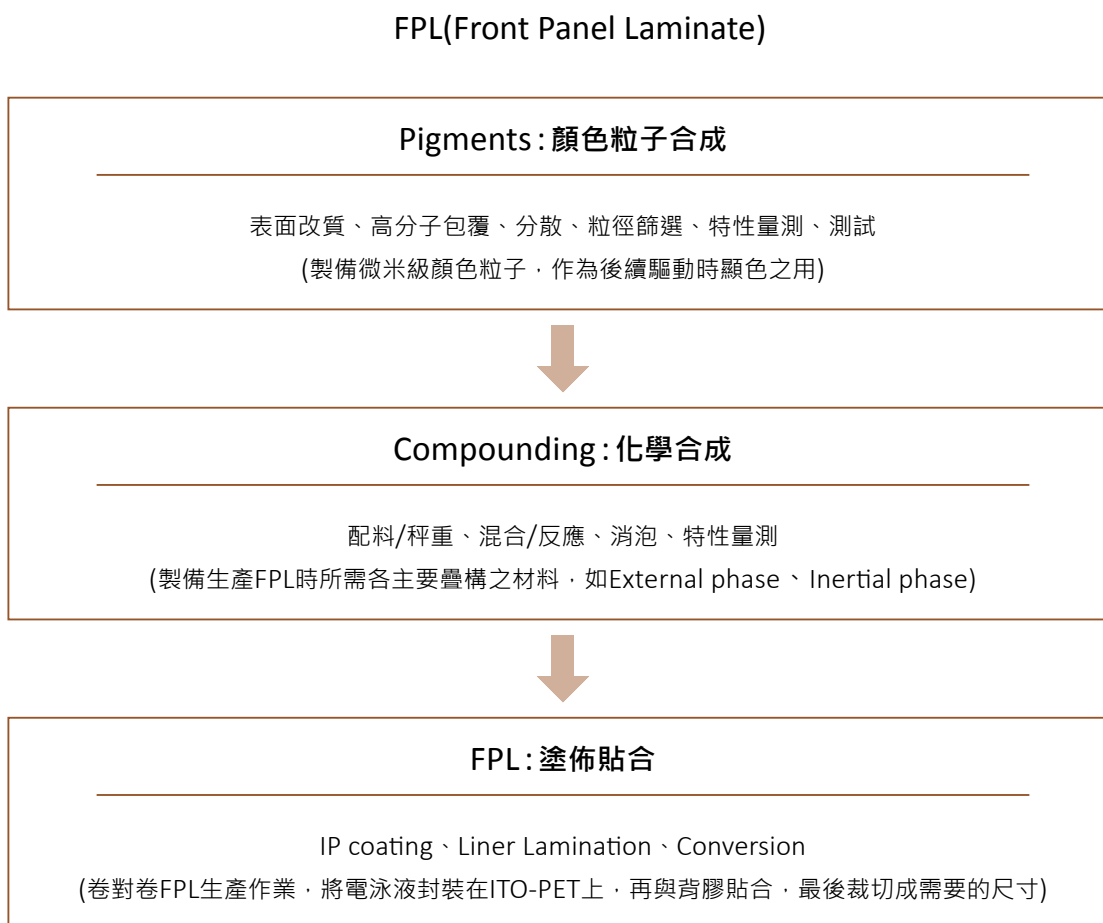 FPL(Front Panel Laminate)
Pigments : 顏色粒子合成
表面改質、高分子包覆、分散、粒徑篩選、特性量測、測試
(製備微米級顏色粒子，作為後續驅動時顯色之用)
Compounding : 化學合成
配料/秤重、混合/反應、消泡、特性量測
(製備生產FPL時所需各主要疊構之材料，如External phase、Inertial phase)
FPL : 塗佈貼合
IP coating、Liner Lamination、Conversion
(卷對卷FPL生產作業，將電泳液封裝在ITO-PET上，再與背膠貼合，最後裁切成需要的尺寸)